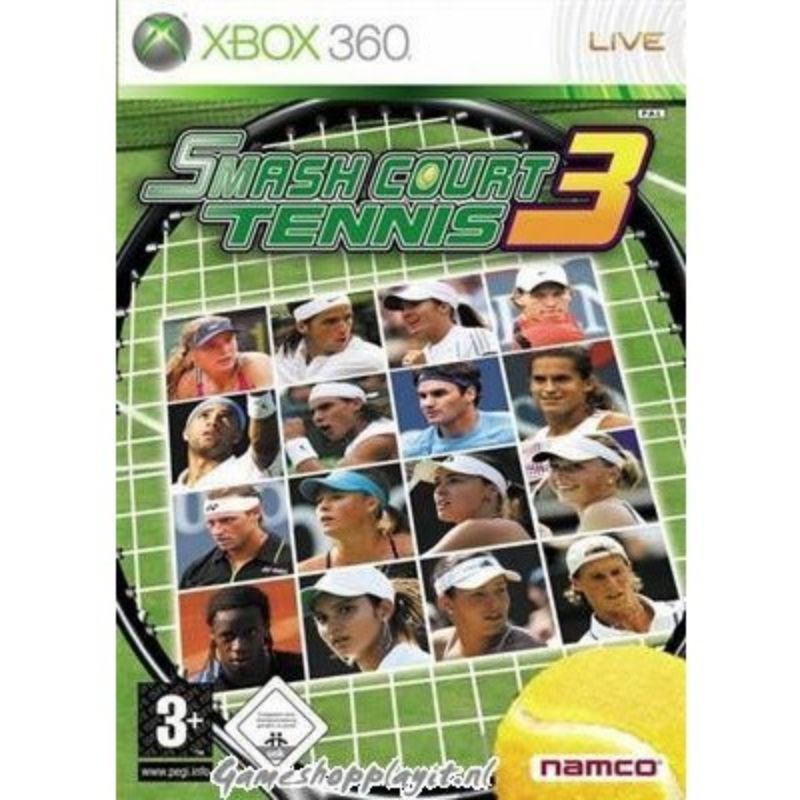 XBOX 360
LIVE
PAL
SMASH COURT
TENNIS 3
3+
www.pegi.info
Gameshopplayit.nl
namco